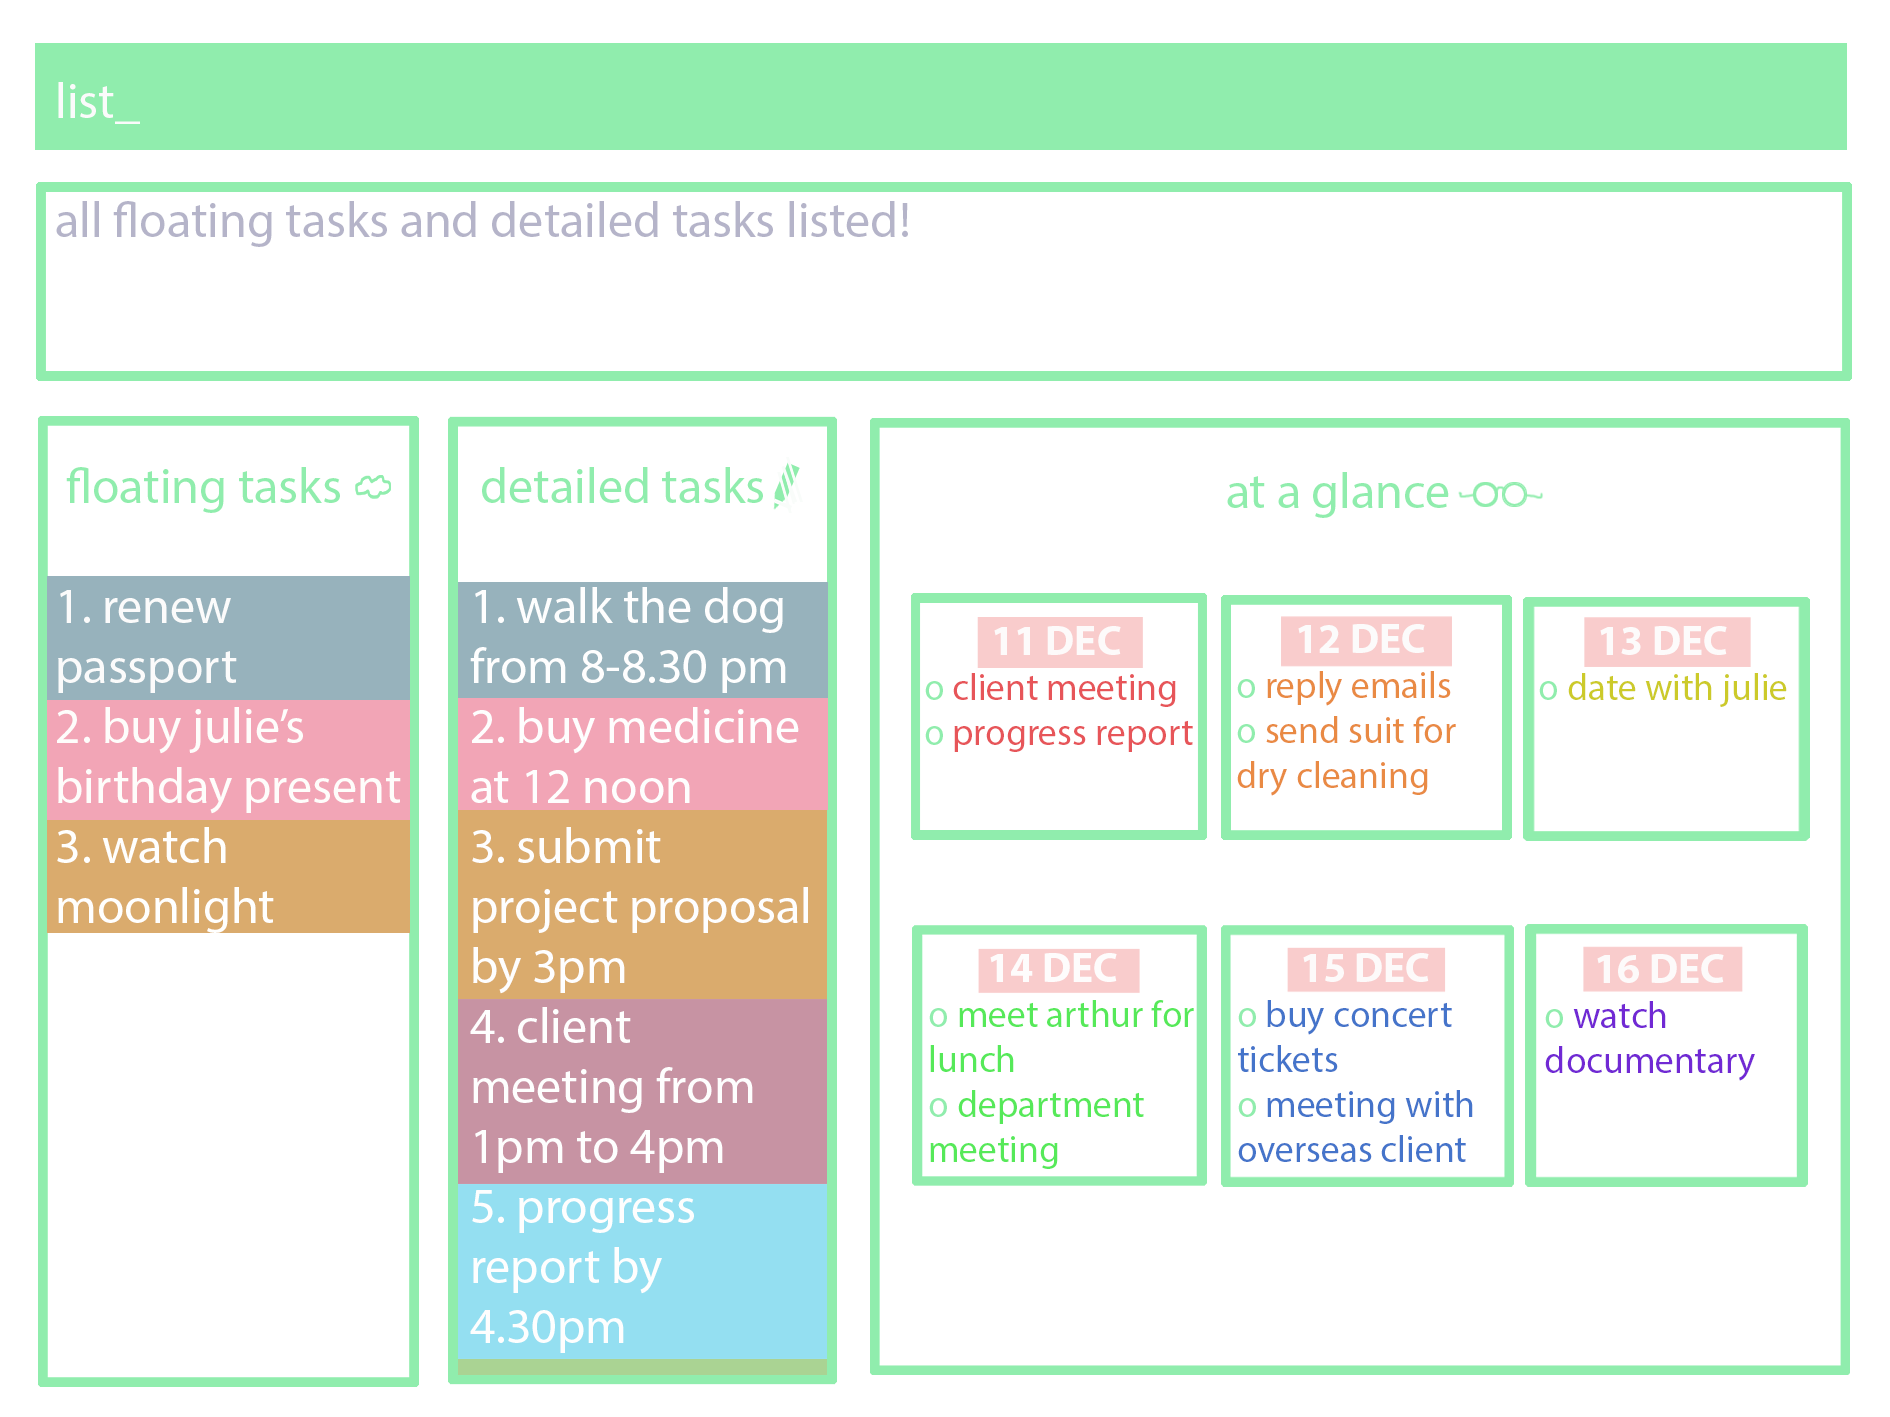 list_
all floating tasks and detailed tasks listed!
floating tasks
1. renew
passport
2. buy julie’s
birthday present
3. watch
moonlight
detailed tasks
1. walk the dog
from 8-8.30 pm
2. buy medicine
at 12 noon
3. submit
project proposal
by 3pm
4. client
meeting from
1pm to 4pm
5. progress
report by
4.30pm
at a glance
11 DEC
o client meeting
o progress report
12 DEC
o reply emails
o send suit for
dry cleaning
13 DEC
o date with julie
14 DEC
o meet arthur for
lunch
o department
meeting
15 DEC
o buy concert
tickets
o meeting with
overseas client
16 DEC
o watch
documentary